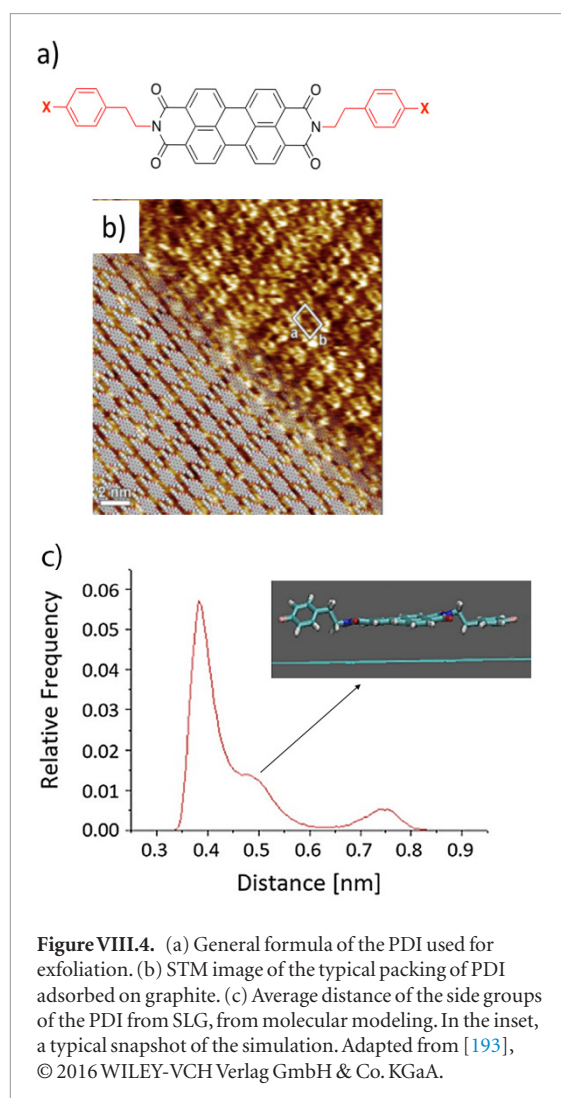 a)
X
O
O
N
N
O
O
X
b)
a
b
2 nm
c)
Relative Frequency
0.06
0.05
0.04
0.03
0.02
0.01
0.00
0.3 0.4 0.5 0.6 0.7 0.8 0.9
Distance [nm]
Figure VIII.4. (a) General formula of the PDI used for
exfoliation. (b) STM image of the typical packing of PDI
adsorbed on graphite. (c) Average distance of the side groups
of the PDI from SLG, from molecular modeling. In the inset,
a typical snapshot of the simulation. Adapted from [193],
© 2016 WILEY-VCH Verlag GmbH & Co. KGaA.